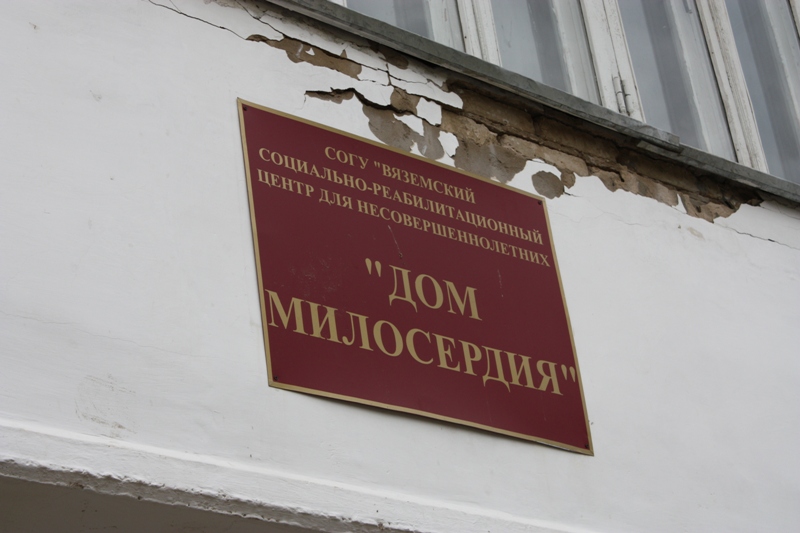 СОГУ "ВЯЗЕМСКИЙ
СОЦИАЛЬНО-РЕАБИЛИТАЦИОННЫЙ
ЦЕНТР ДЛЯ НЕСОВЕРШЕННОЛЕТНИХ
"ДОМ
МИЛОСЕРДИЯ"